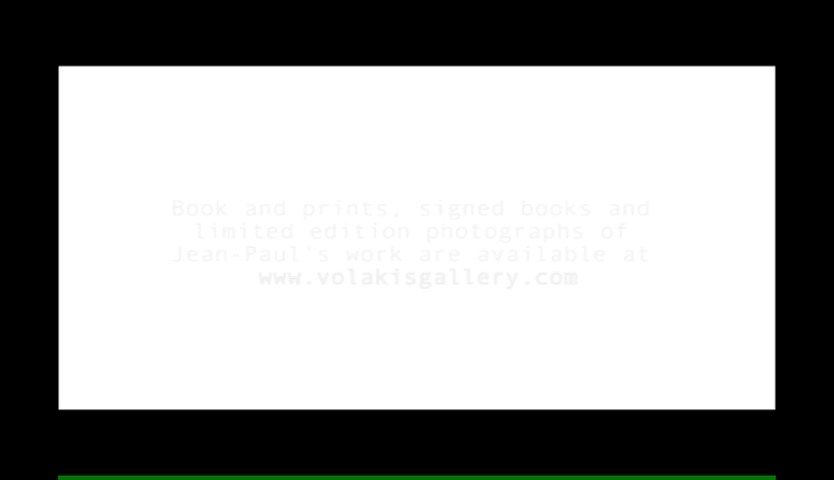 Book and prints, signed books and
limited edition photographs of
Jean-Paul's work are available at
www.volakisgallery.com